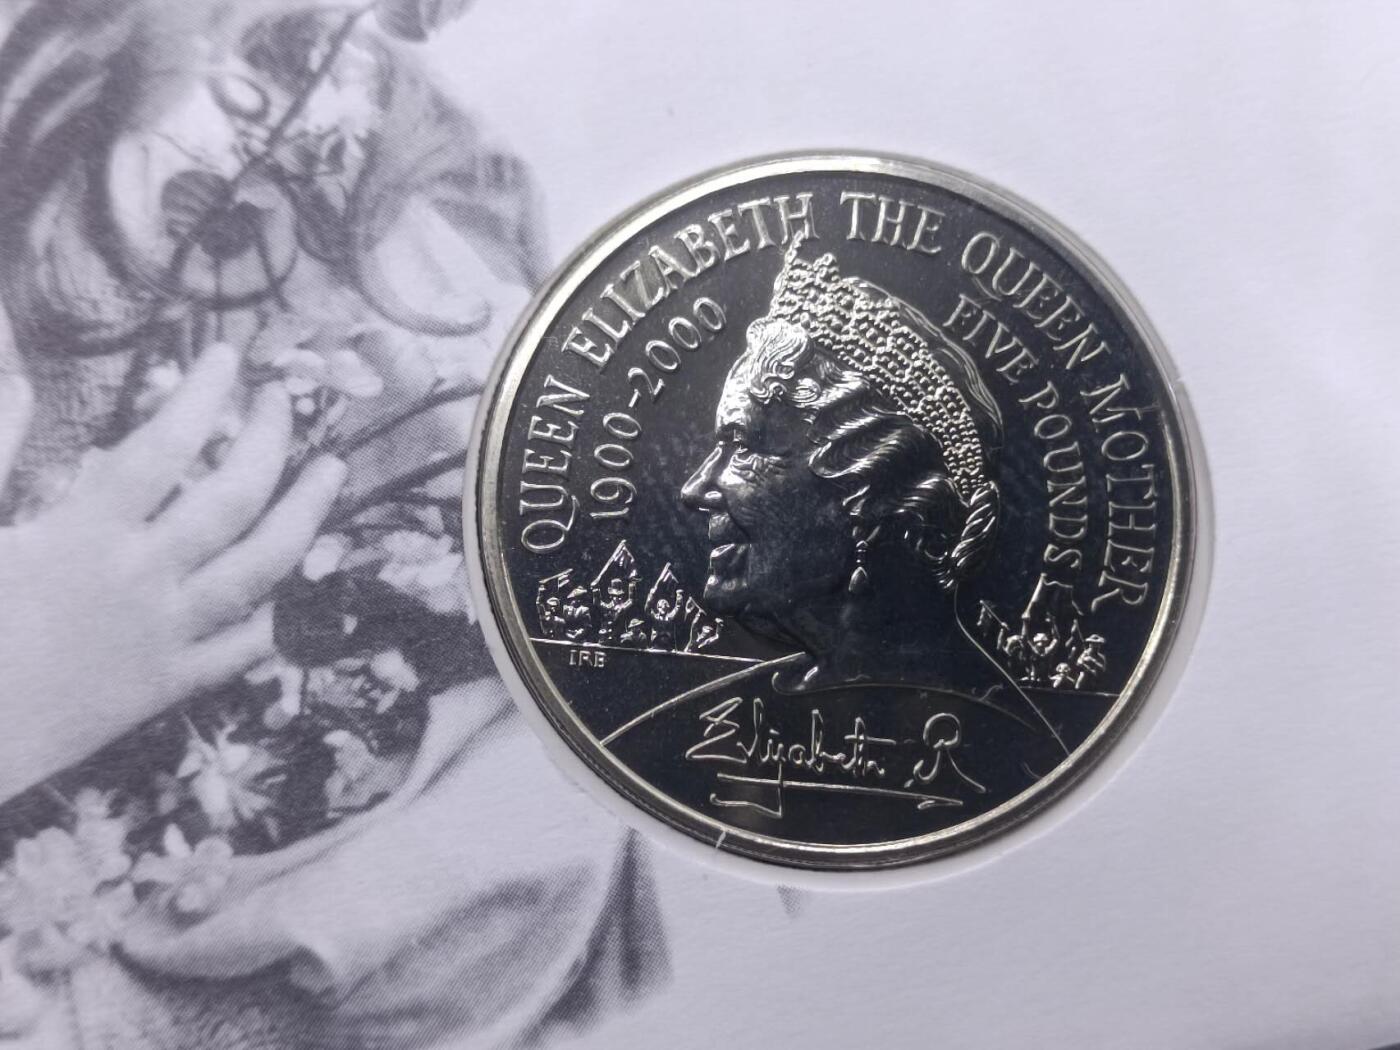 QUEEN ELIZABETH THE QUEEN MOTHER
1900-2000
FIVE POUNDS
IRB
Elizabeth R